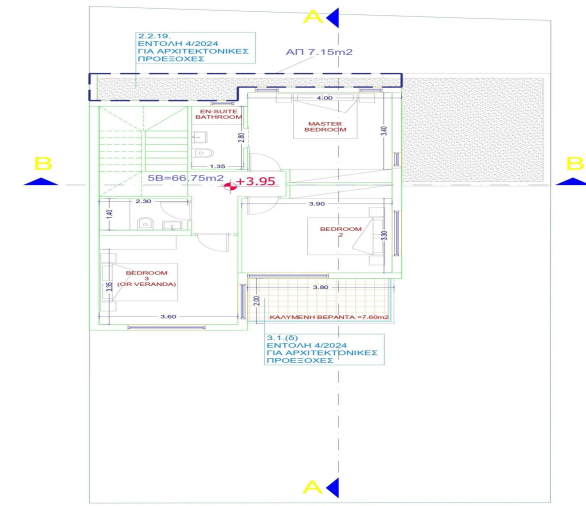 A
2.2.19.
ΕΝΤΟΛΗ 4/2024
ΓΙΑ ΑΡΧΙΤΕΚΤΟΝΙΚΕΣ
ΠΡΟΕΞΟΧΕΣ
ΑΠ 7.15m2
4.00
EN-SUITE
BATHROOM
MASTER
BEDROOM
2.80
3.40
1.35
B
B
5B=66.75m2
+3.95
2.30
3.90
1.40
BEDROOM
2
3.30
BEDROOM
3
(OR VERANDA)
3.35
3.80
2.00
3.60
ΚΑΛΥΜΕΝΗ ΒΕΡΑΝΤΑ =7.60m2
3.1.(δ)
ΕΝΤΟΛΗ 4/2024
ΓΙΑ ΑΡΧΙΤΕΚΤΟΝΙΚΕΣ
ΠΡΟΕΞΟΧΕΣ
A